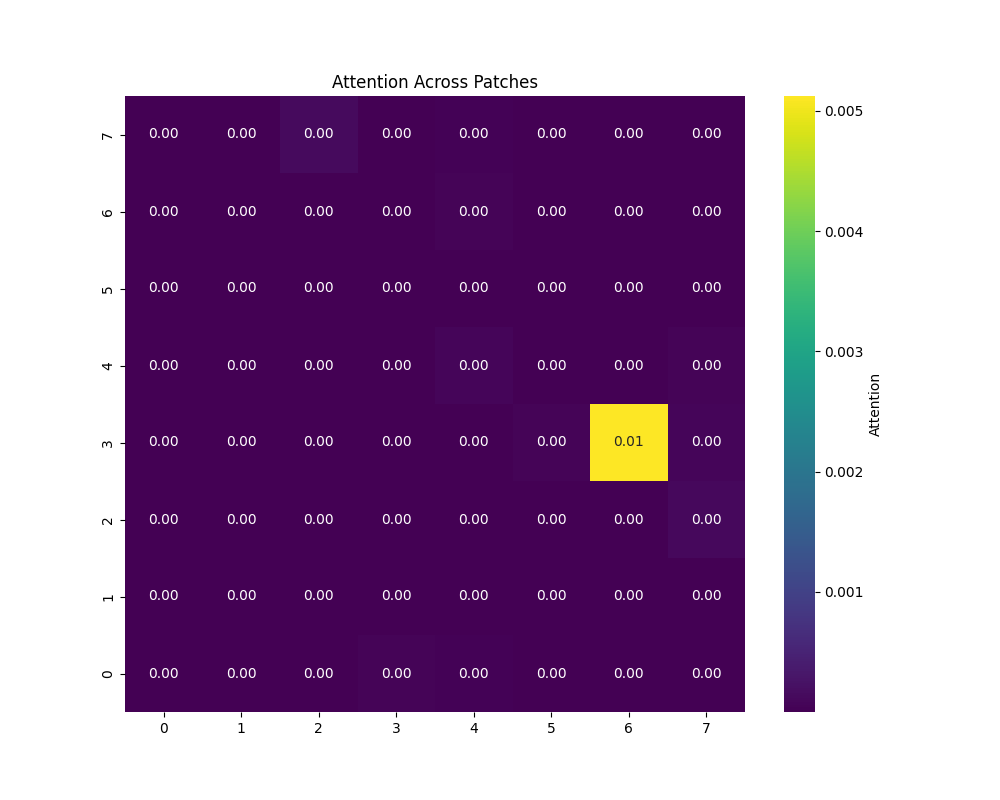 Attention Across Patches
7 0.00 0.00 0.00 0.00 0.00 0.00 0.00 0.00
6 0.00 0.00 0.00 0.00 0.00 0.00 0.00 0.00
5 0.00 0.00 0.00 0.00 0.00 0.00 0.00 0.00
4 0.00 0.00 0.00 0.00 0.00 0.00 0.00 0.00
3 0.00 0.00 0.00 0.00 0.00 0.00 0.01 0.00
2 0.00 0.00 0.00 0.00 0.00 0.00 0.00 0.00
1 0.00 0.00 0.00 0.00 0.00 0.00 0.00 0.00
0 0.00 0.00 0.00 0.00 0.00 0.00 0.00 0.00
0 1 2 3 4 5 6 7
0.005
0.004
0.003
0.002
0.001
Attention